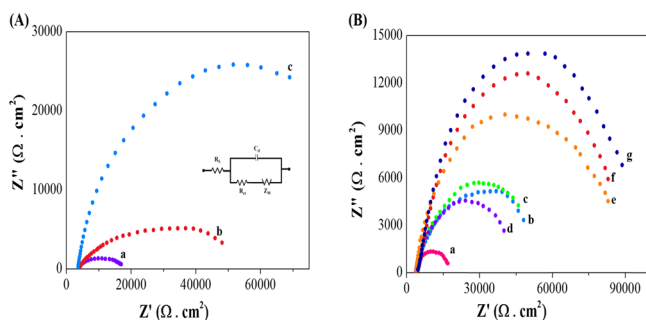 (A)
30000
20000
10000
0
0
20000
40000
60000
Z'' (Ω . cm²)
Z' (Ω . cm²)
c
b
a
Rs
Cd
Rct
Zw
(B)
15000
12000
9000
6000
3000
0
0
30000
60000
90000
Z'' (Ω . cm²)
Z' (Ω . cm²)
g
f
e
c
b
d
a